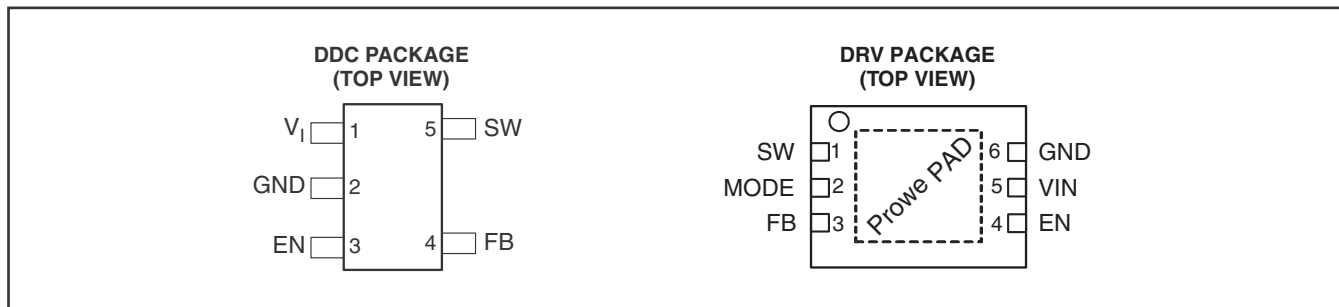 DDC PACKAGE
(TOP VIEW)
VI 1 5 SW
GND 2
EN 3 4 FB
DRV PACKAGE
(TOP VIEW)
SW 1 6 GND
MODE 2 5 VIN
FB 3 4 EN
Prowe PAD